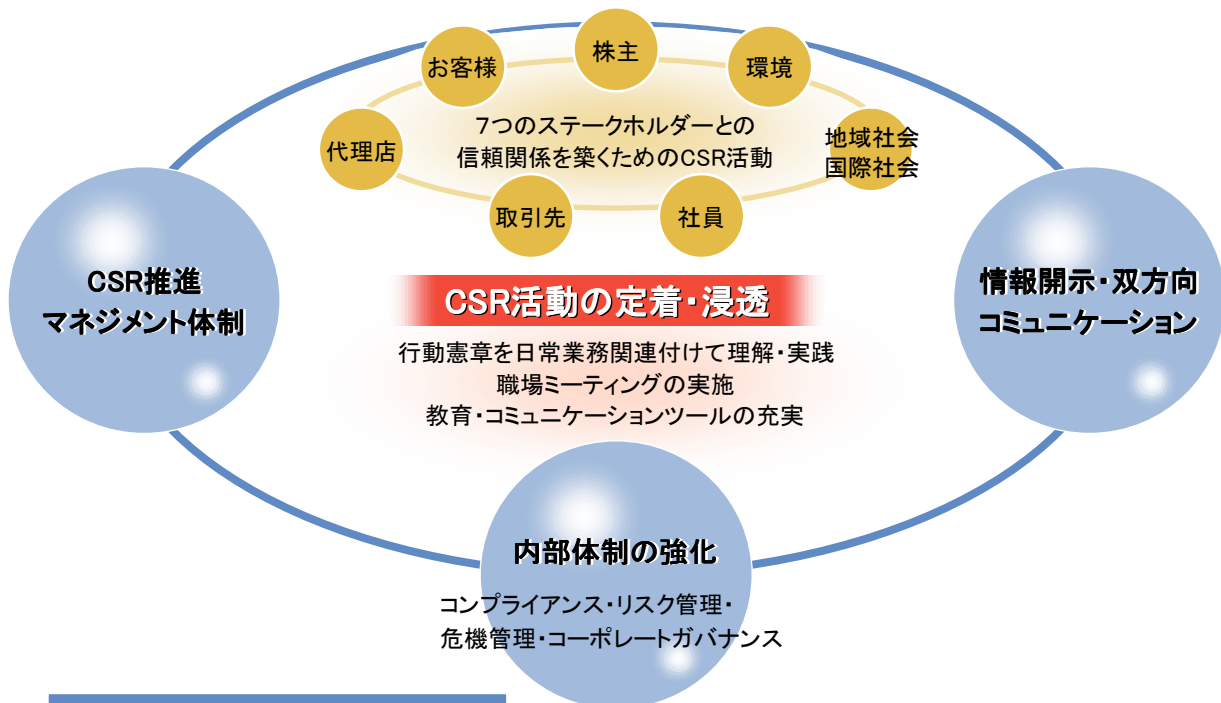 株主
お客様
環境
7つのステークホルダーとの
信頼関係を築くためのCSR活動
代理店
地域社会
国際社会
取引先
社員
CSR推進
マネジメント体制
CSR活動の定着・浸透
情報開示・双方向
コミュニケーション
行動憲章を日常業務関連付けて理解・実践
職場ミーティングの実施
教育・コミュニケーションツールの充実
内部体制の強化
コンプライアンス・リスク管理・
危機管理・コーポレートガバナンス